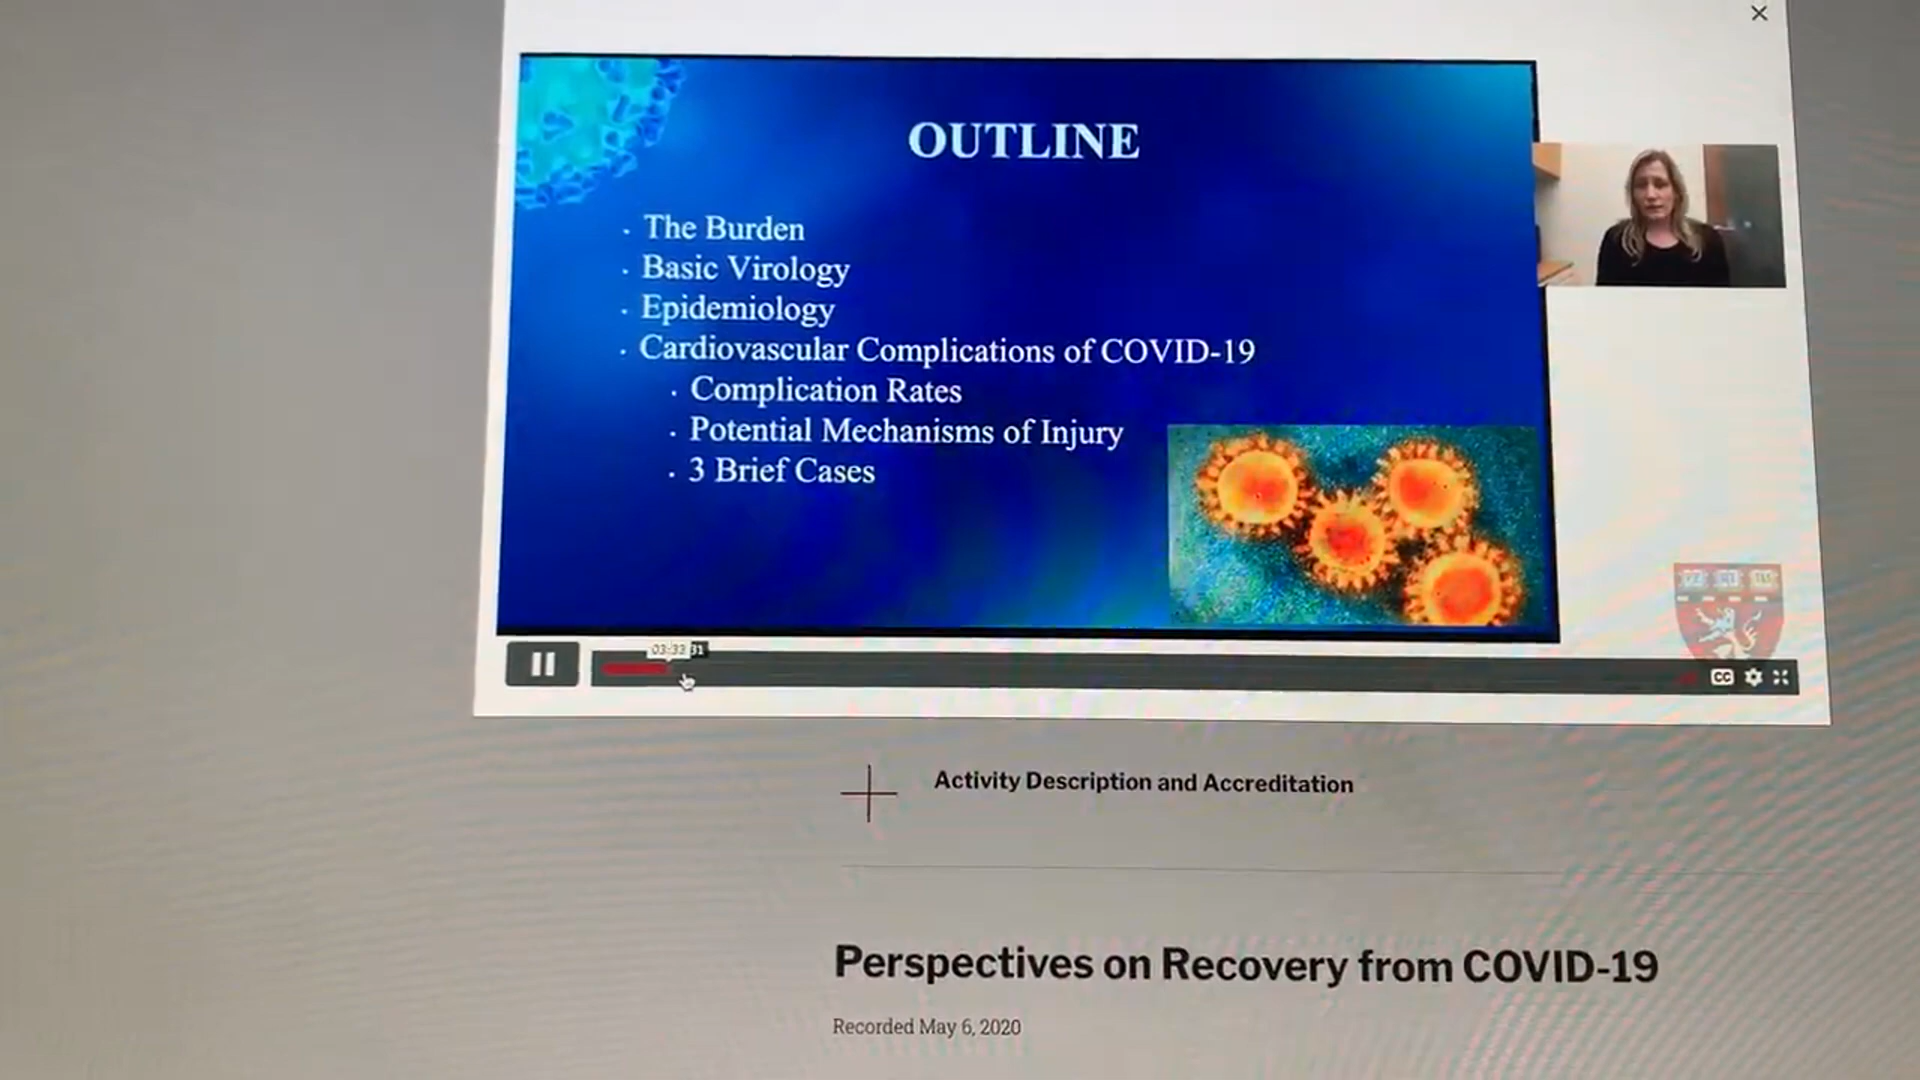 OUTLINE
· The Burden
· Basic Virology
· Epidemiology
· Cardiovascular Complications of COVID-19
· Complication Rates
· Potential Mechanisms of Injury
· 3 Brief Cases
CC
Activity Description and Accreditation
Perspectives on Recovery from COVID-19
Recorded May 6, 2020